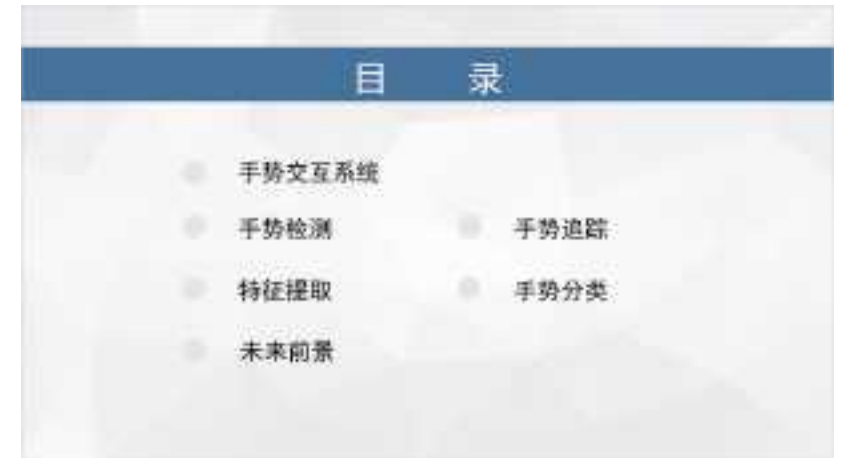 目 录
手势交互系统
手势检测 手势追踪
特征提取 手势分类
未来前景